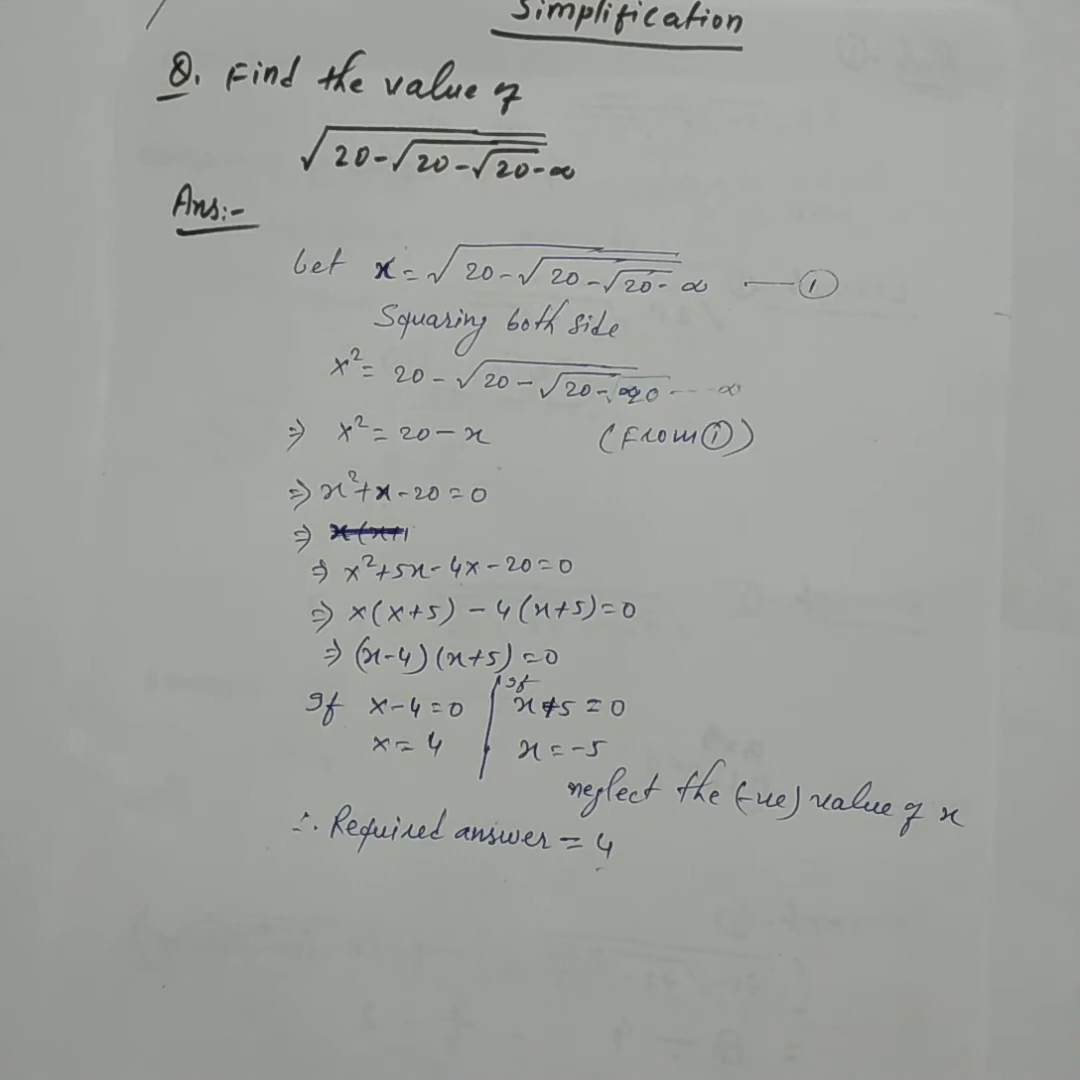 Simplification
Q. Find the value of
√20-√20-√20-∞
Ans:-
Let x = √20-√20-√20- ∞ — ①
Squaring both side
x² = 20 - √20 - √20 - ---- ∞
⇒ x² = 20 - x (From ①)
⇒ x² + x - 20 = 0
⇒ x(x+1
⇒ x² + 5x - 4x - 20 = 0
⇒ x(x+5) - 4(x+5) = 0
⇒ (x-4)(x+5) = 0
If x - 4 = 0 | If x + 5 = 0
x = 4 | x = -5
neglect the (-ve) value of x
∴ Required answer = 4